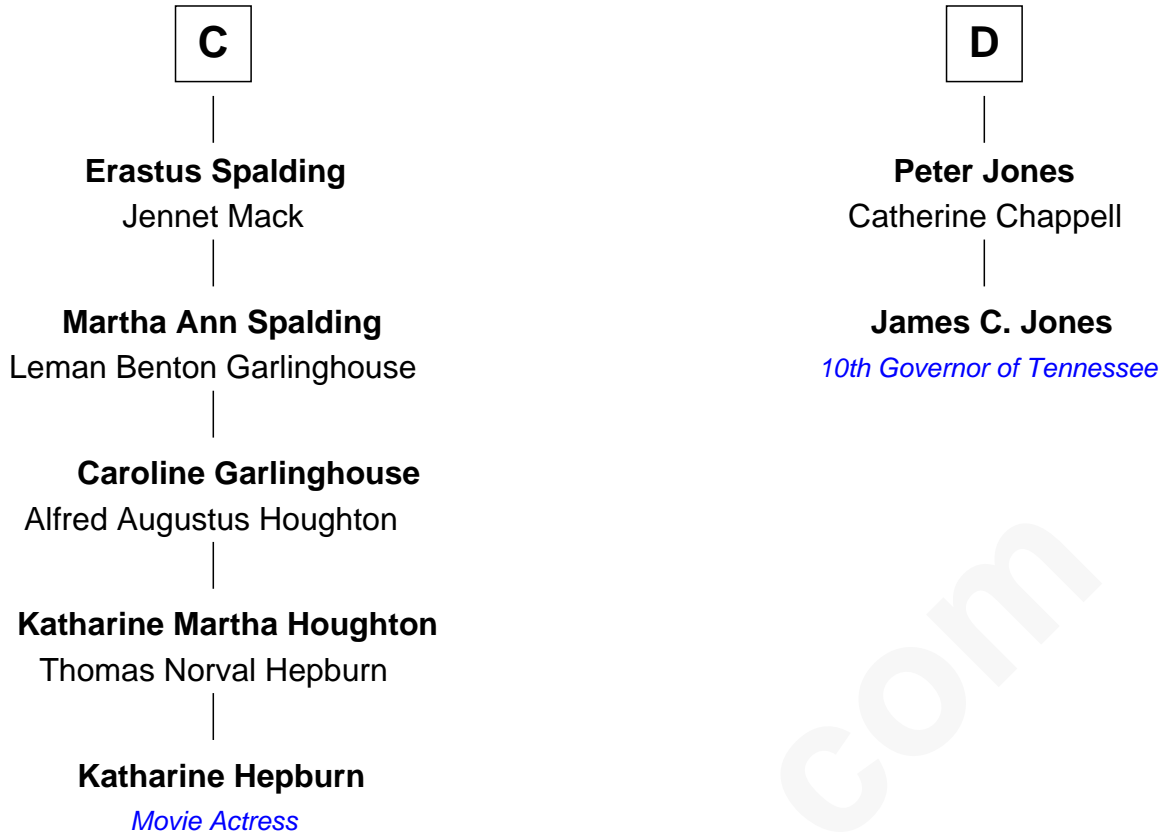 C
Erastus Spalding
Jennet Mack
Martha Ann Spalding
Leman Benton Garlinghouse
Caroline Garlinghouse
Alfred Augustus Houghton
Katharine Martha Houghton
Thomas Norval Hepburn
Katharine Hepburn
Movie Actress
D
Peter Jones
Catherine Chappell
James C. Jones
10th Governor of Tennessee
com